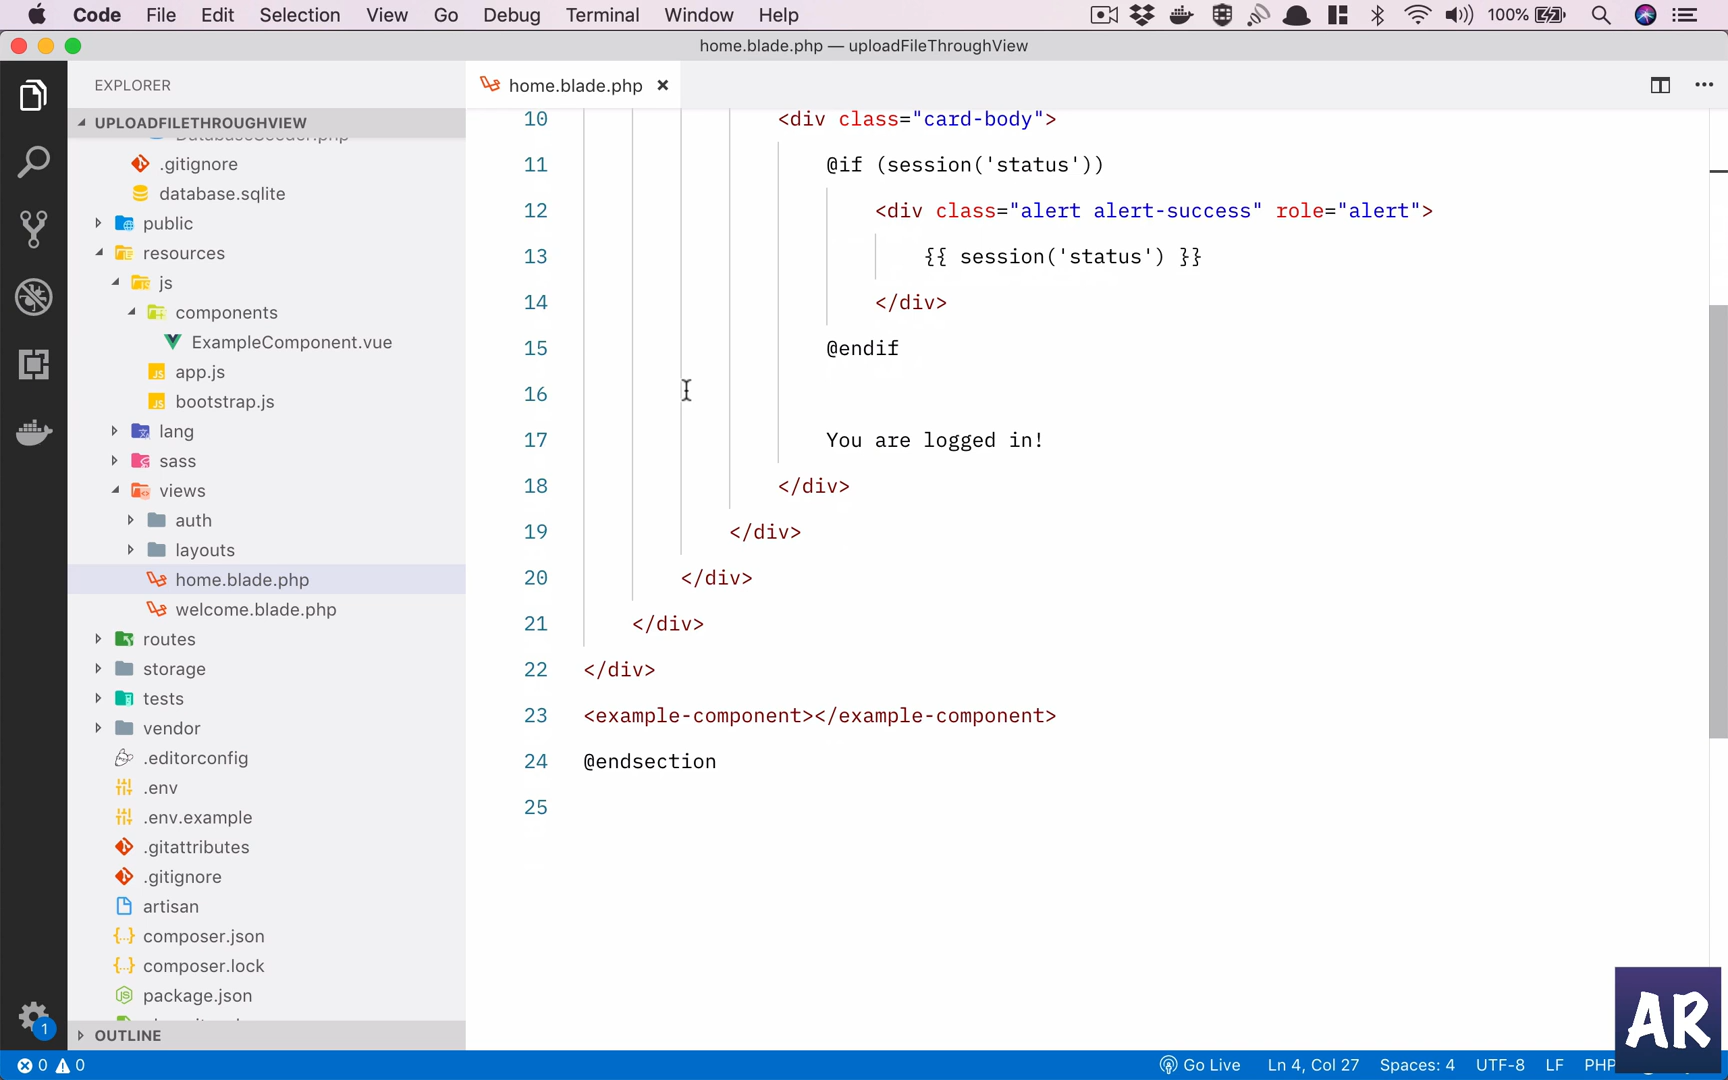 Code File Edit Selection View Go Debug Terminal Window Help 100%
home.blade.php — uploadFileThroughView
EXPLORER
home.blade.php
UPLOADFILETHROUGHVIEW
DatabaseSeeder.php
.gitignore
database.sqlite
public
resources
js
components
ExampleComponent.vue
app.js
bootstrap.js
lang
sass
views
auth
layouts
home.blade.php
welcome.blade.php
routes
storage
tests
vendor
.editorconfig
.env
.env.example
.gitattributes
.gitignore
artisan
composer.json
composer.lock
package.json
OUTLINE
10 <div class="card-body">
11 @if (session('status'))
12 <div class="alert alert-success" role="alert">
13 {{ session('status') }}
14 </div>
15 @endif
16
17 You are logged in!
18 </div>
19 </div>
20 </div>
21 </div>
22 </div>
23 <example-component></example-component>
24 @endsection
25
1
AR
0 0 Go Live Ln 4, Col 27 Spaces: 4 UTF-8 LF PHP